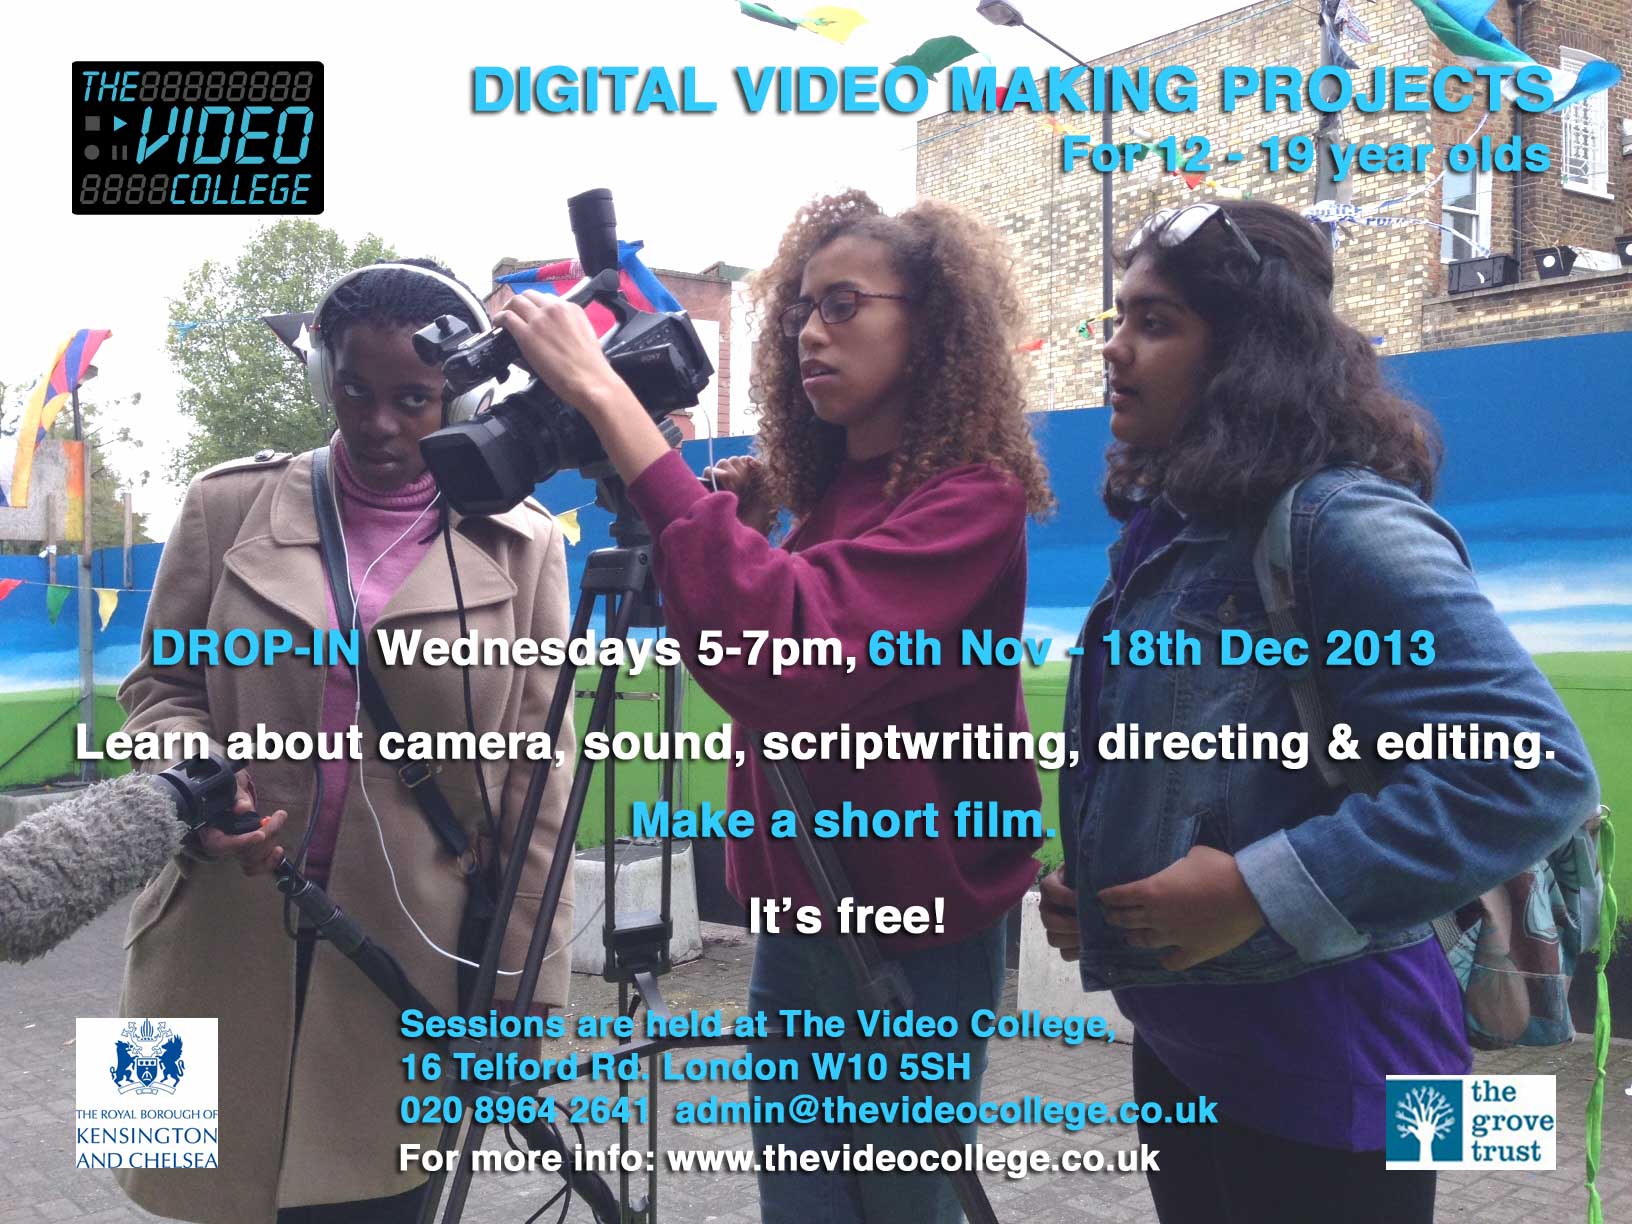 THE
VIDEO
COLLEGE
DIGITAL VIDEO MAKING PROJECTS
For 12 - 19 year olds
SONY
DROP-IN Wednesdays 5-7pm, 6th Nov - 18th Dec 2013
Learn about camera, sound, scriptwriting, directing & editing.
Make a short film.
It's free!
Sessions are held at The Video College,
16 Telford Rd. London W10 5SH
020 8964 2641 admin@thevideocollege.co.uk
For more info: www.thevideocollege.co.uk
THE ROYAL BOROUGH OF
KENSINGTON
AND CHELSEA
the
grove
trust